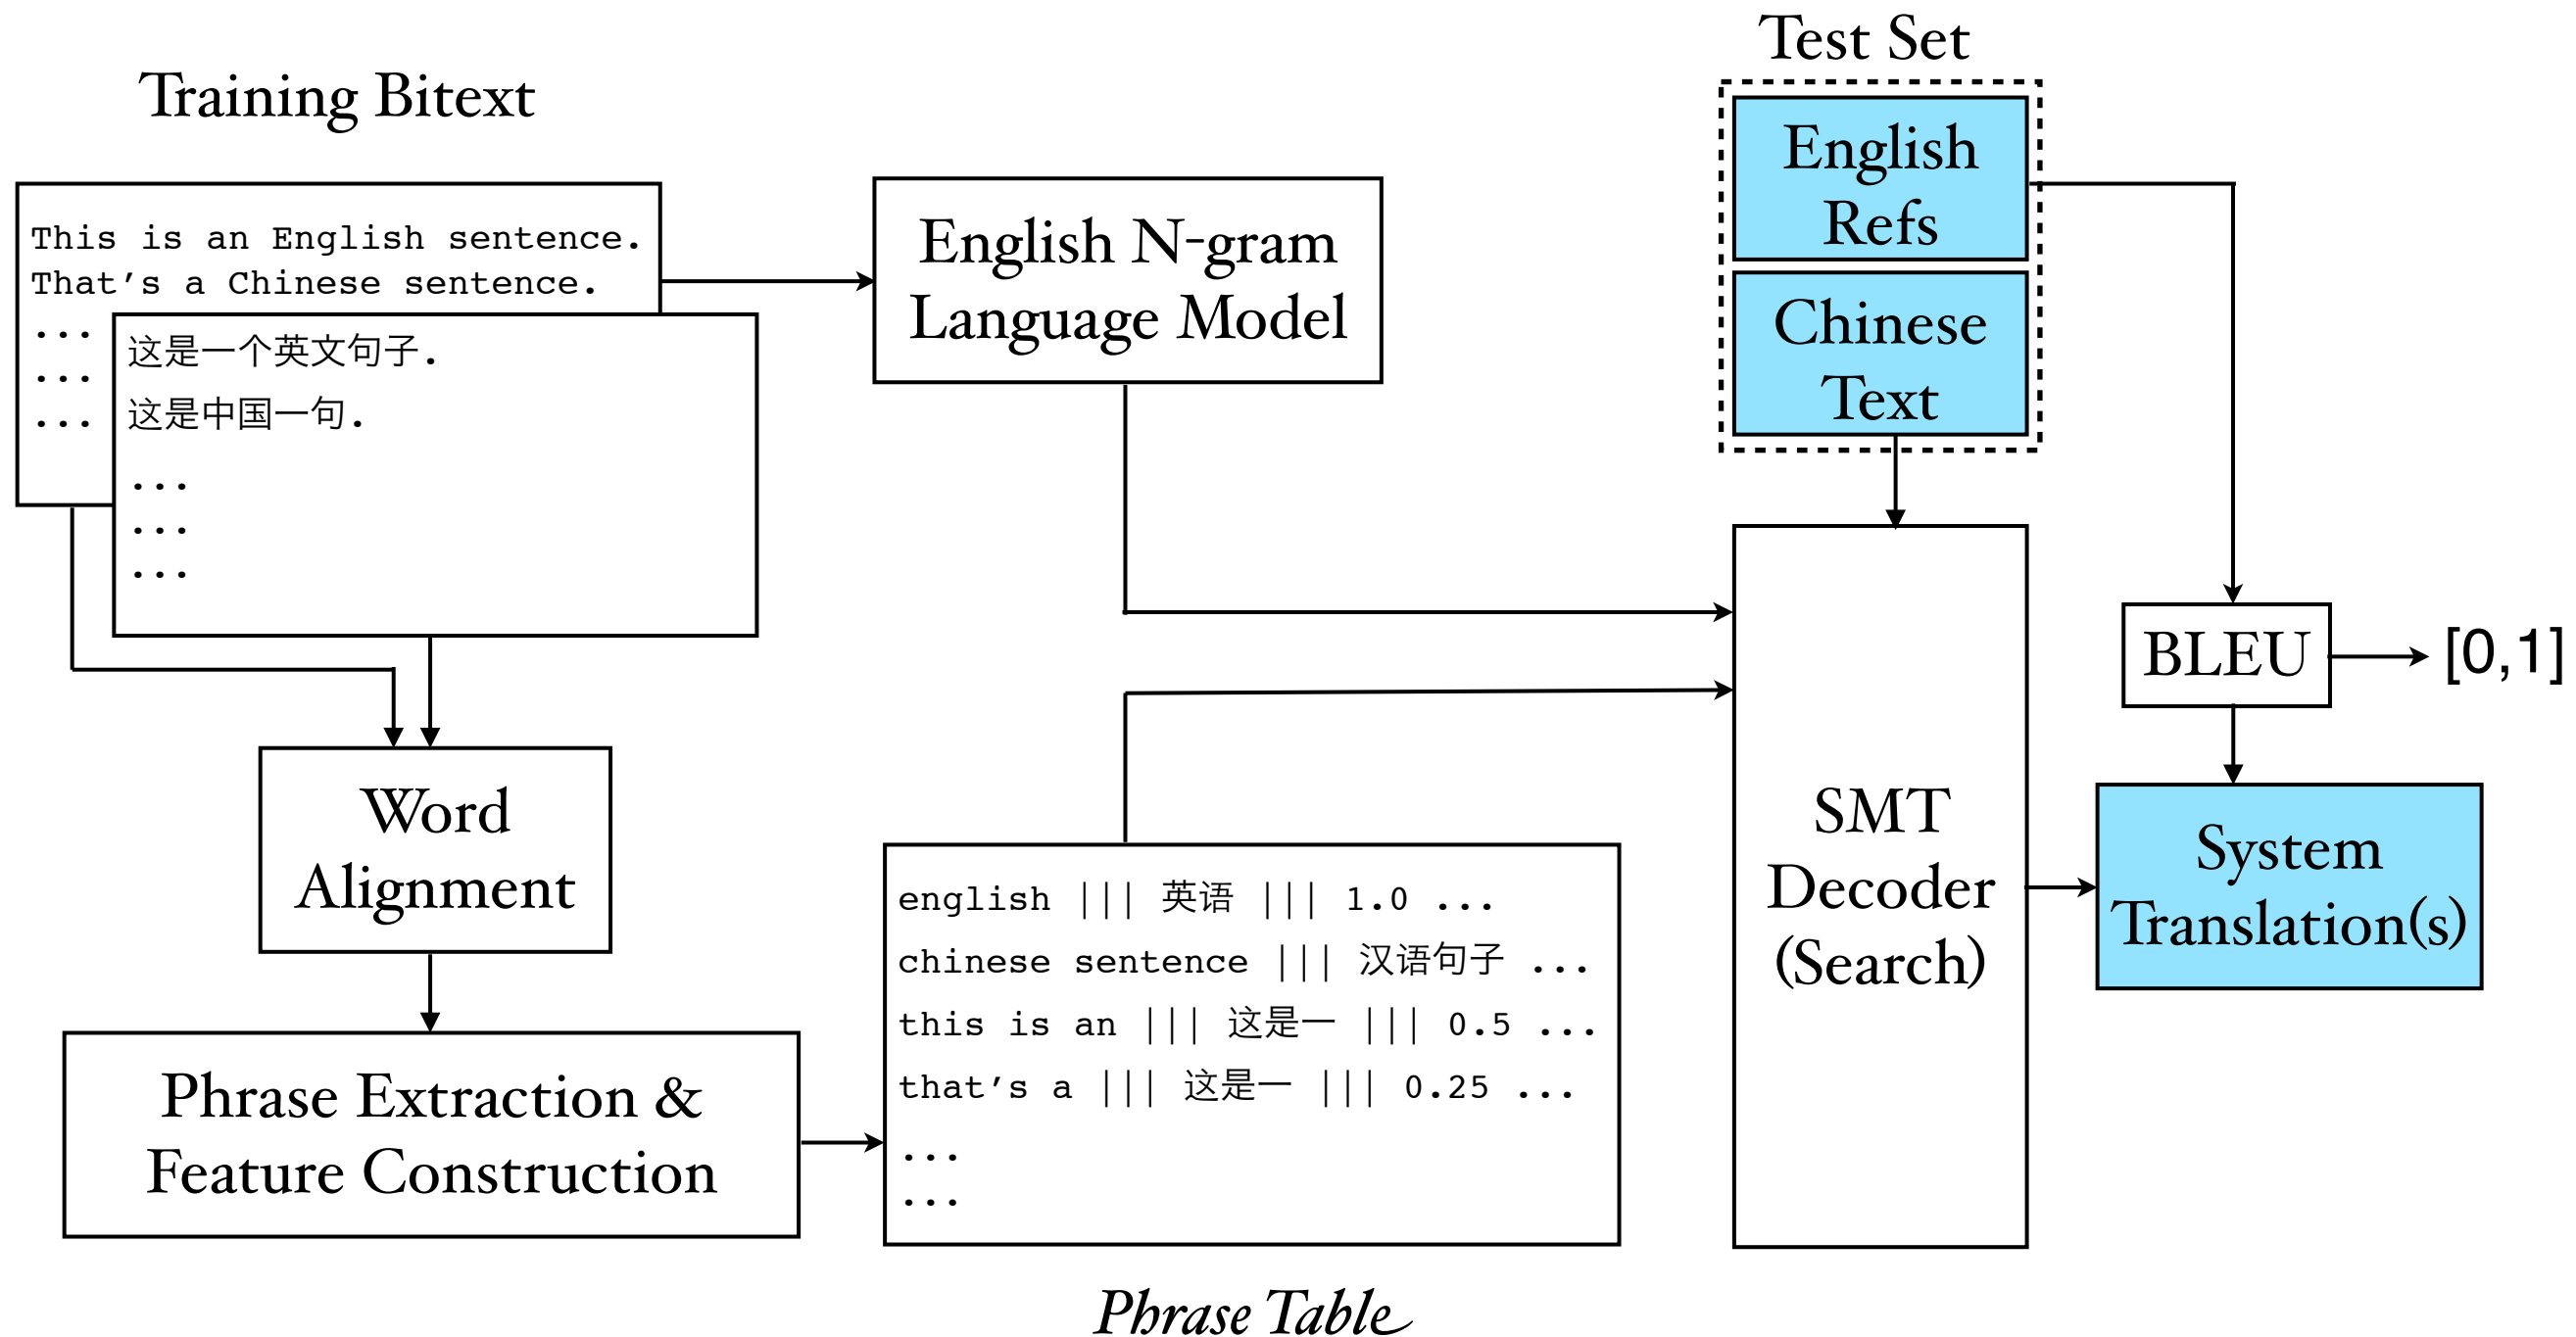 Training Bitext
This is an English sentence.
That’s a Chinese sentence.
...
...
...
这是一个英文句子.
这是中国一句.
...
...
...
English N-gram
Language Model
Test Set
English
Refs
Chinese
Text
Word
Alignment
Phrase Extraction &
Feature Construction
english ||| 英语 ||| 1.0 ...
chinese sentence ||| 汉语句子 ...
this is an ||| 这是一 ||| 0.5 ...
that’s a ||| 这是一 ||| 0.25 ...
...
...
Phrase Table
SMT
Decoder
(Search)
BLEU
[0,1]
System
Translation(s)